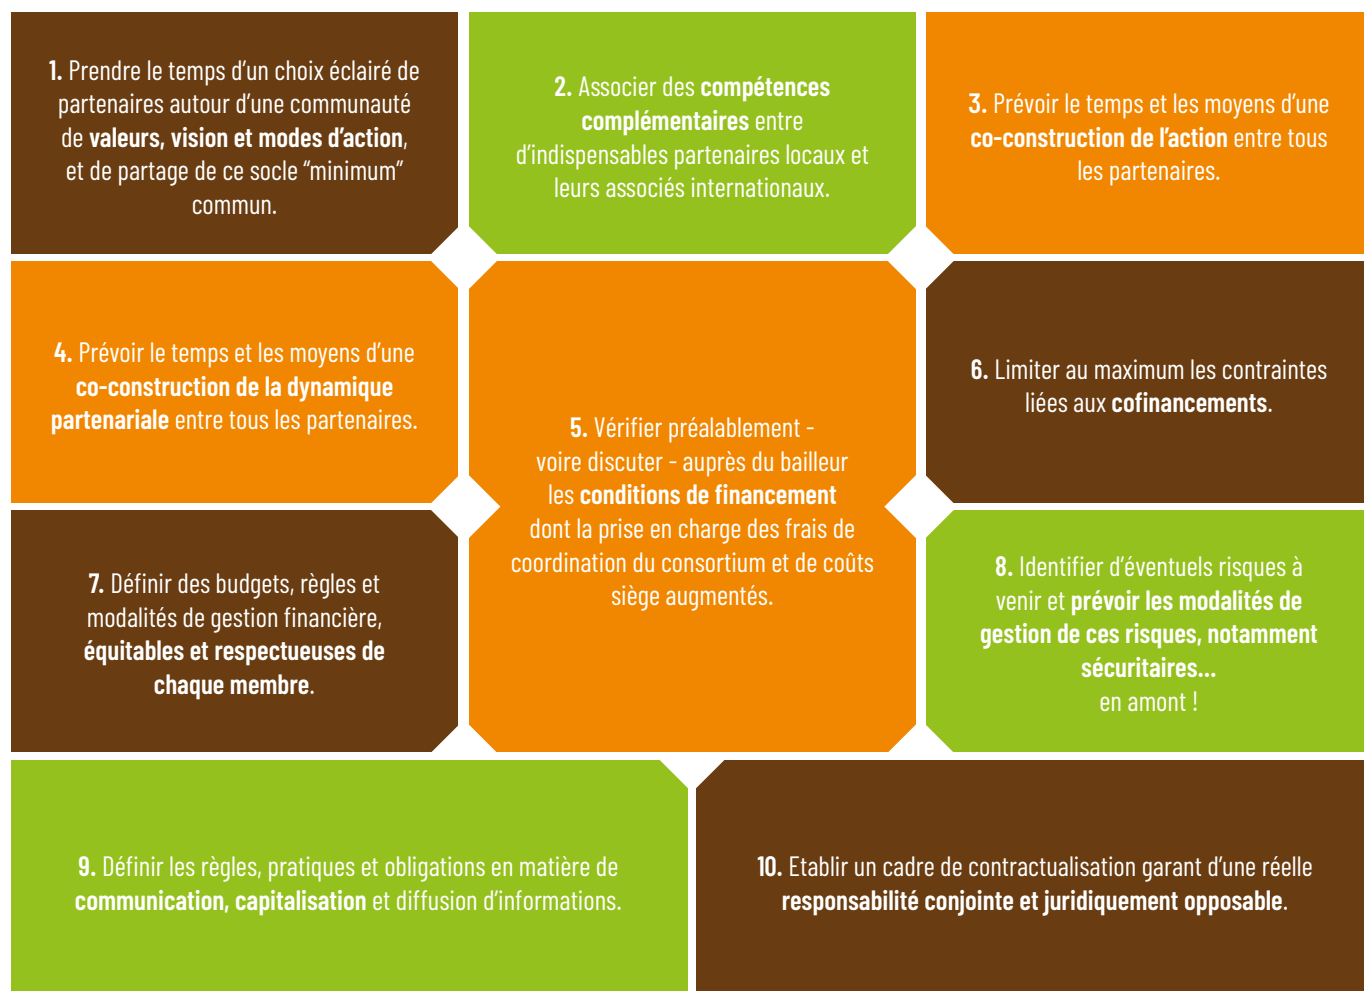 1. Prendre le temps d’un choix éclairé de
partenaires autour d’une communauté
de valeurs, vision et modes d’action,
et de partage de ce socle “minimum”
commun.
2. Associer des compétences
complémentaires entre
d’indispensables partenaires locaux et
leurs associés internationaux.
3. Prévoir le temps et les moyens d’une
co-construction de l’action entre tous
les partenaires.
4. Prévoir le temps et les moyens d’une
co-construction de la dynamique
partenariale entre tous les partenaires.
5. Vérifier préalablement -
voire discuter - auprès du bailleur
les conditions de financement
dont la prise en charge des frais de
coordination du consortium et de coûts
siège augmentés.
6. Limiter au maximum les contraintes
liées aux cofinancements.
7. Définir des budgets, règles et
modalités de gestion financière,
équitables et respectueuses de
chaque membre.
8. Identifier d’éventuels risques à
venir et prévoir les modalités de
gestion de ces risques, notamment
sécuritaires...
en amont !
9. Définir les règles, pratiques et obligations en matière de
communication, capitalisation et diffusion d’informations.
10. Etablir un cadre de contractualisation garant d’une réelle
responsabilité conjointe et juridiquement opposable.